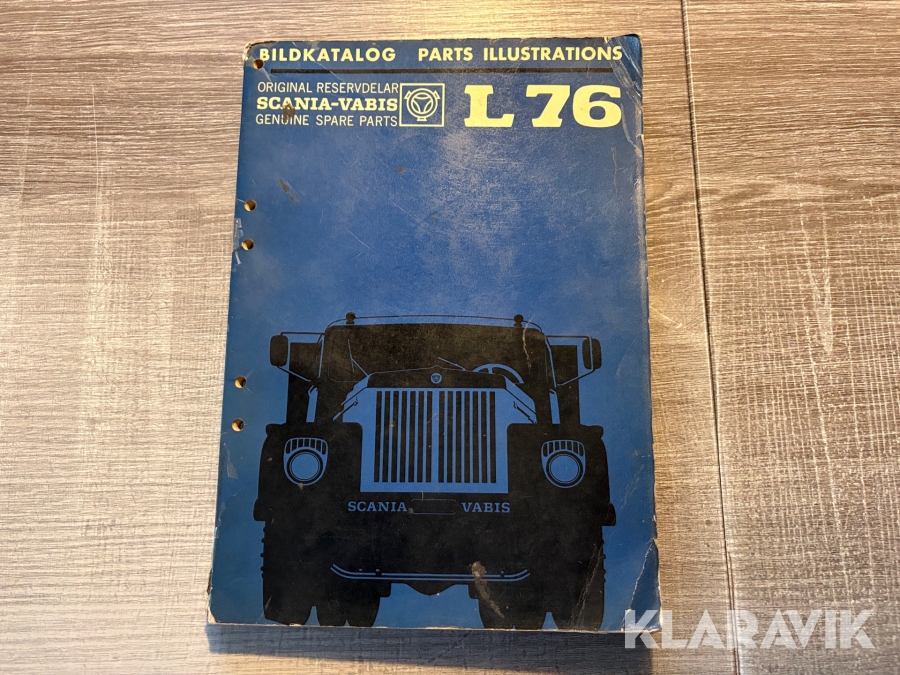 BILDKATALOG PARTS ILLUSTRATIONS
ORIGINAL RESERVDELAR
SCANIA-VABIS
GENUINE SPARE PARTS
L 76
SCANIA VABIS
KLARAVIK